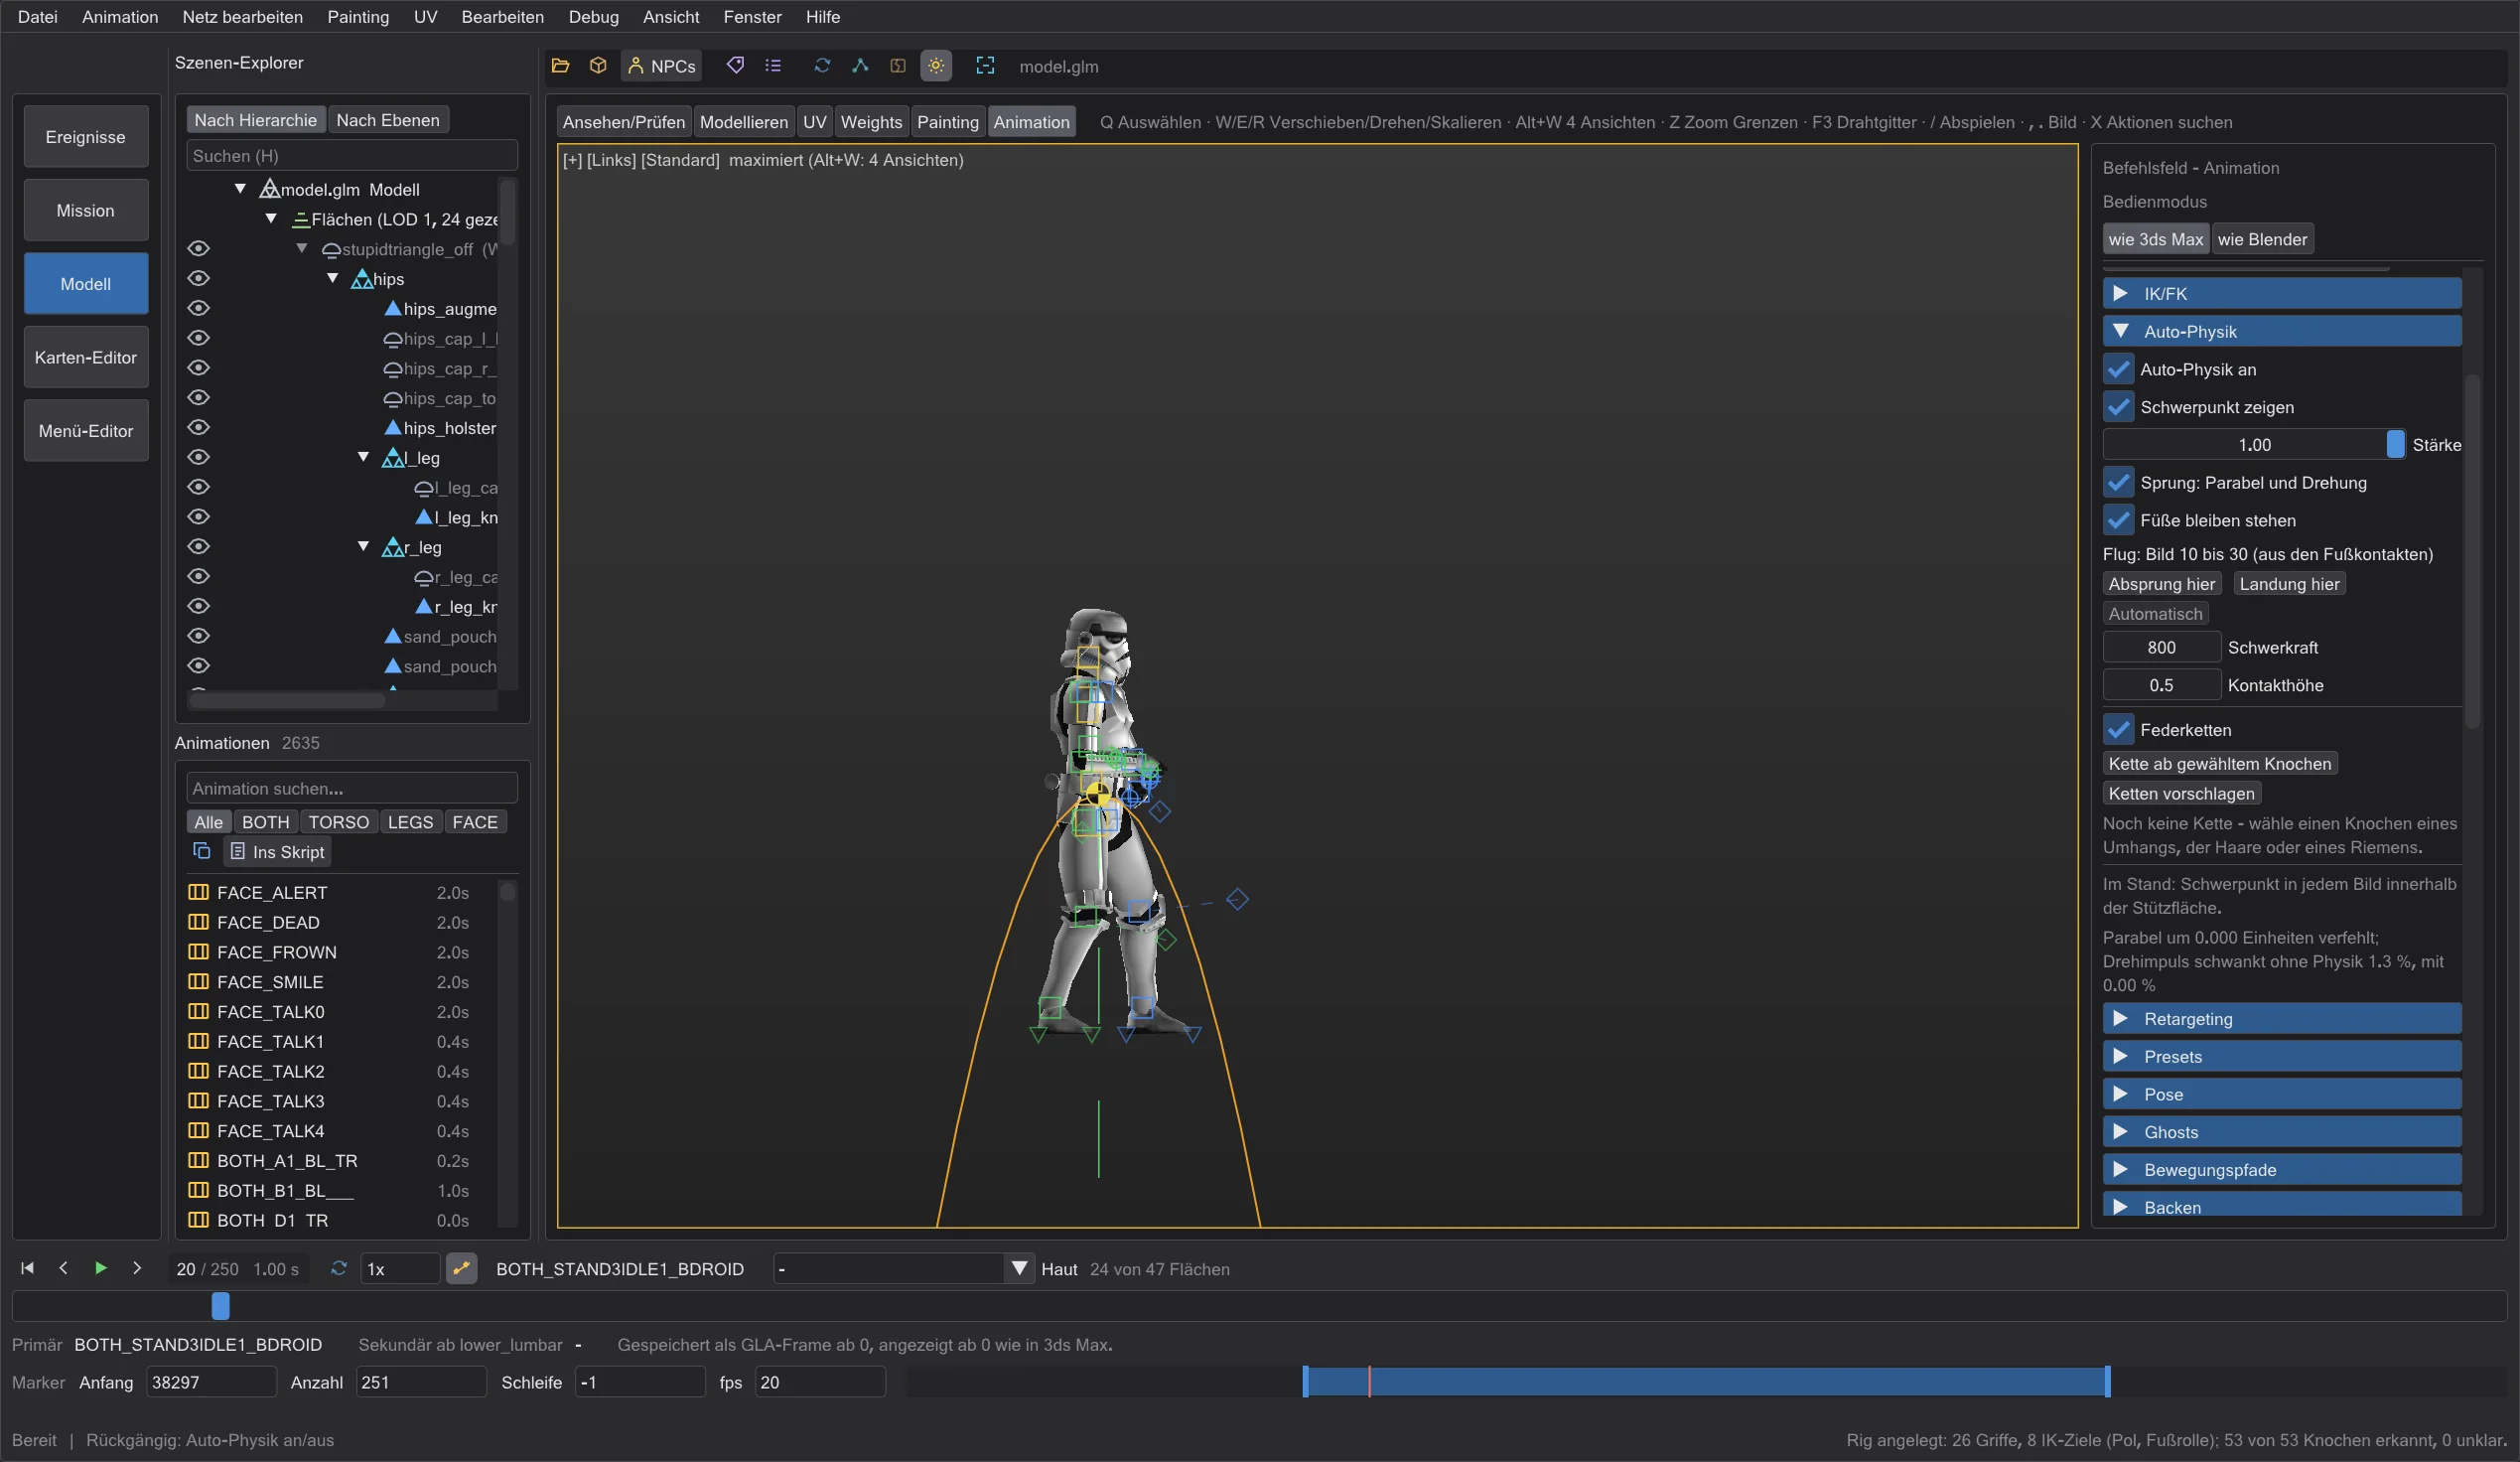 Datei Animation Netz bearbeiten Painting UV Bearbeiten Debug Ansicht Fenster Hilfe
Ereignisse
Mission
Modell
Karten-Editor
Menü-Editor
Szenen-Explorer
Nach Hierarchie Nach Ebenen
Suchen (H)
model.glm Modell
Flächen (LOD 1, 24 geze
stupidtriangle_off (W
hips
hips_augme
hips_cap_l_l
hips_cap_r_
hips_cap_to
hips_holster
l_leg
l_leg_ca
l_leg_kn
r_leg
r_leg_ca
r_leg_kn
sand_pouch
sand_pouch
Animationen 2635
Animation suchen...
Alle BOTH TORSO LEGS FACE
Ins Skript
FACE_ALERT 2.0s
FACE_DEAD 2.0s
FACE_FROWN 2.0s
FACE_SMILE 2.0s
FACE_TALK0 2.0s
FACE_TALK1 0.4s
FACE_TALK2 0.4s
FACE_TALK3 0.4s
FACE_TALK4 0.4s
BOTH_A1_BL_TR 0.2s
BOTH_B1_BL___ 1.0s
BOTH_D1_TR 0.0s
NPCs model.glm
Ansehen/Prüfen Modellieren UV Weights Painting Animation Q Auswählen · W/E/R Verschieben/Drehen/Skalieren · Alt+W 4 Ansichten · Z Zoom Grenzen · F3 Drahtgitter · / Abspielen · , . Bild · X Aktionen suchen
[+] [Links] [Standard] maximiert (Alt+W: 4 Ansichten)
Befehlsfeld - Animation
Bedienmodus
wie 3ds Max wie Blender
IK/FK
Auto-Physik
Auto-Physik an
Schwerpunkt zeigen
1.00 Stärke
Sprung: Parabel und Drehung
Füße bleiben stehen
Flug: Bild 10 bis 30 (aus den Fußkontakten)
Absprung hier Landung hier
Automatisch
800 Schwerkraft
0.5 Kontakthöhe
Federketten
Kette ab gewähltem Knochen
Ketten vorschlagen
Noch keine Kette - wähle einen Knochen eines
Umhangs, der Haare oder eines Riemens.
Im Stand: Schwerpunkt in jedem Bild innerhalb
der Stützfläche.
Parabel um 0.000 Einheiten verfehlt;
Drehimpuls schwankt ohne Physik 1.3 %, mit
0.00 %
Retargeting
Presets
Pose
Ghosts
Bewegungspfade
Backen
20 / 250 1.00 s 1x BOTH_STAND3IDLE1_BDROID - Haut 24 von 47 Flächen
Primär BOTH_STAND3IDLE1_BDROID Sekundär ab lower_lumbar - Gespeichert als GLA-Frame ab 0, angezeigt ab 0 wie in 3ds Max.
Marker Anfang 38297 Anzahl 251 Schleife -1 fps 20
Bereit | Rückgängig: Auto-Physik an/aus
Rig angelegt: 26 Griffe, 8 IK-Ziele (Pol, Fußrolle); 53 von 53 Knochen erkannt, 0 unklar.